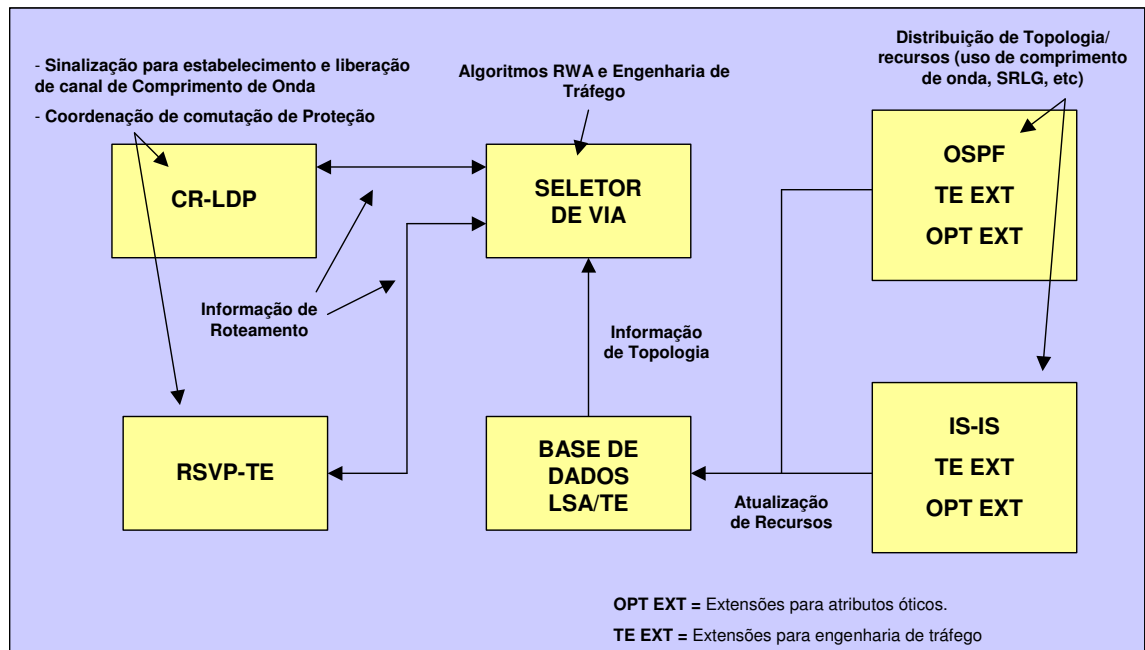 - Sinalização para estabelecimento e liberação
de canal de Comprimento de Onda
- Coordenação de comutação de Proteção
Algoritmos RWA e Engenharia de
Tráfego
Distribuição de Topologia/
recursos (uso de comprimento
de onda, SRLG, etc)
CR-LDP
SELETOR
DE VIA
OSPF
TE EXT
OPT EXT
Informação de
Roteamento
Informação
de Topologia
RSVP-TE
BASE DE
DADOS
LSA/TE
Atualização
de Recursos
IS-IS
TE EXT
OPT EXT
OPT EXT = Extensões para atributos óticos.
TE EXT = Extensões para engenharia de tráfego